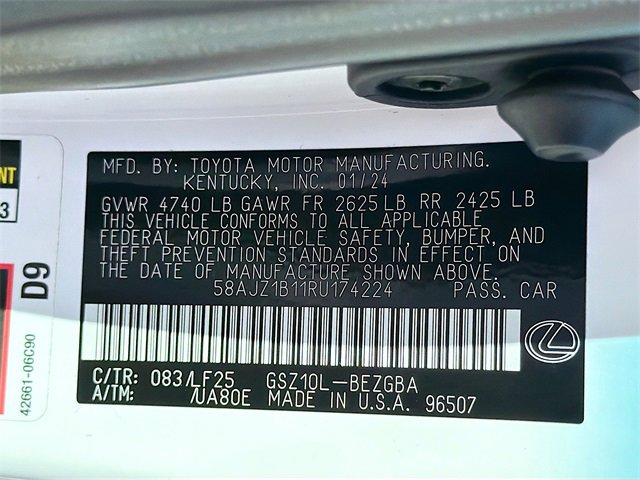 NT
3
D9
42661-06C90
MFD. BY: TOYOTA MOTOR MANUFACTURING.
KENTUCKY, INC. 01/24
GVWR 4740 LB GAWR FR 2625 LB RR 2425 LB
THIS VEHICLE CONFORMS TO ALL APPLICABLE
FEDERAL MOTOR VEHICLE SAFETY, BUMPER, AND
THEFT PREVENTION STANDARDS IN EFFECT ON
THE DATE OF MANUFACTURE SHOWN ABOVE.
58AJZ1B11RU174224 PASS. CAR
C/TR: 083/LF25 GSZ10L-BEZGBA
A/TM: /UA80E MADE IN U.S.A. 96507